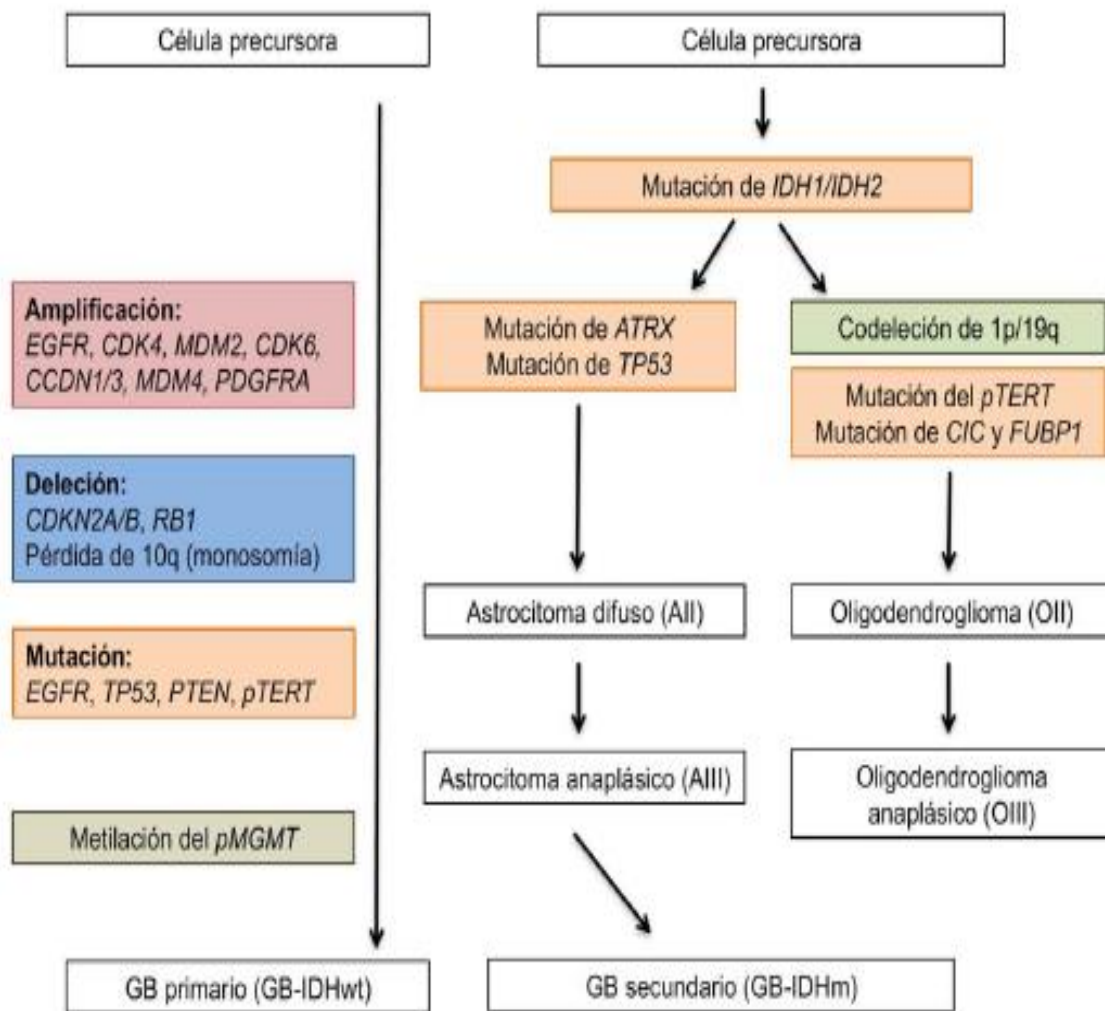 Célula precursora
Amplificación:
EGFR, CDK4, MDM2, CDK6,
CCDN1/3, MDM4, PDGFRA
Deleción:
CDKN2A/B, RB1
Pérdida de 10q (monosomía)
Mutación:
EGFR, TP53, PTEN, pTERT
Metilación del pMGMT
GB primario (GB-IDHwt)
Célula precursora
Mutación de IDH1/IDH2
Mutación de ATRX
Mutación de TP53
Astrocitoma difuso (AII)
Astrocitoma anaplásico (AIII)
GB secundario (GB-IDHm)
Codeleción de 1p/19q
Mutación del pTERT
Mutación de CIC y FUBP1
Oligodendroglioma (OII)
Oligodendroglioma
anaplásico (OIII)